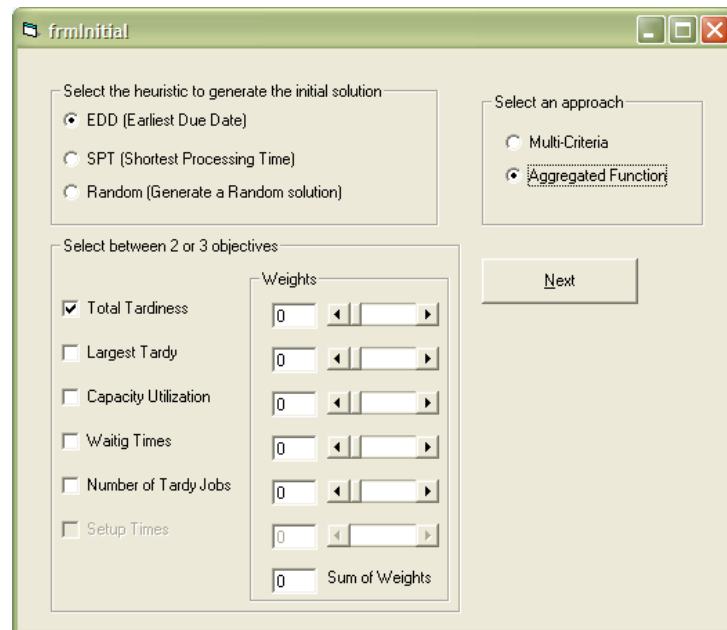 frmInitial
Select the heuristic to generate the initial solution
EDD (Earliest Due Date)
SPT (Shortest Processing Time)
Random (Generate a Random solution)
Select an approach
Multi-Criteria
Aggregated Function
Select between 2 or 3 objectives
Weights
Total Tardiness 0
Largest Tardy 0
Capacity Utilization 0
Waitig Times 0
Number of Tardy Jobs 0
Setup Times 0
0 Sum of Weights
Next